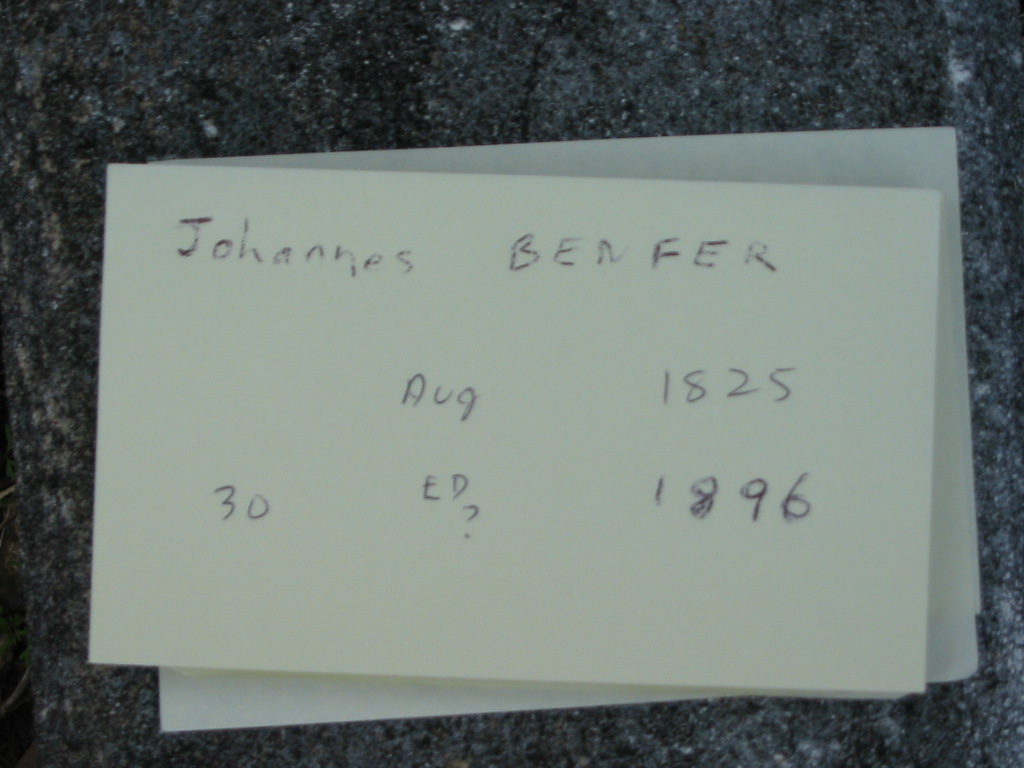 Johannes BENFER
Aug 1825
30 ED 1896
?